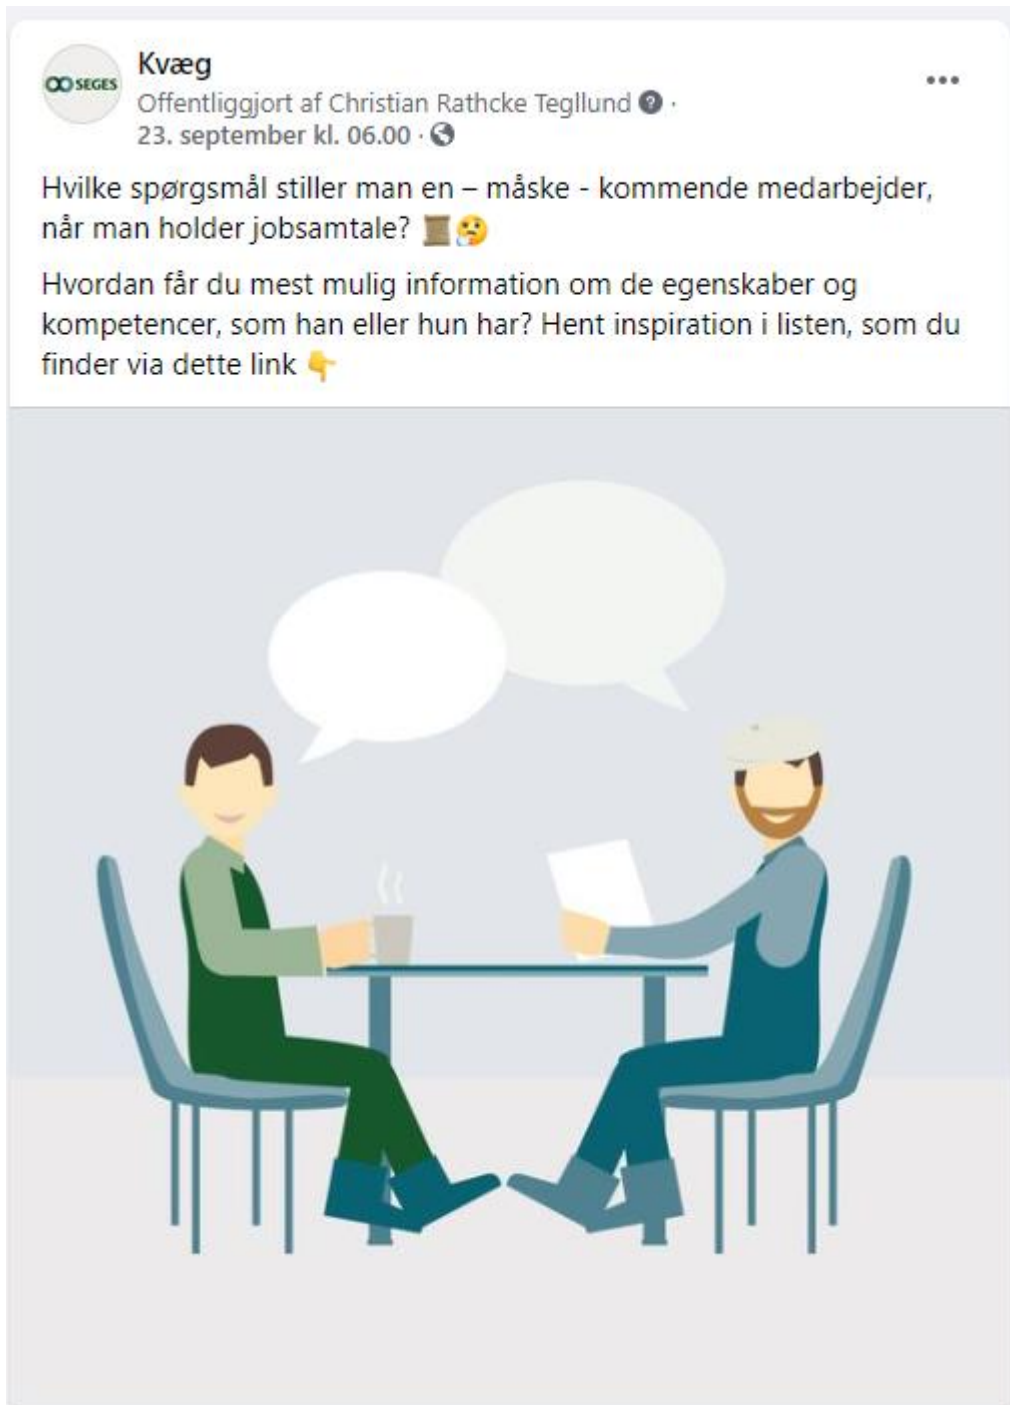 SEGES
Kvæg
Offentliggjort af Christian Rathcke Tegllund ·
23. september kl. 06.00 ·
Hvilke spørgsmål stiller man en – måske - kommende medarbejder,
når man holder jobsamtale? 📜🤔
Hvordan får du mest mulig information om de egenskaber og
kompetencer, som han eller hun har? Hent inspiration i listen, som du
finder via dette link 👇